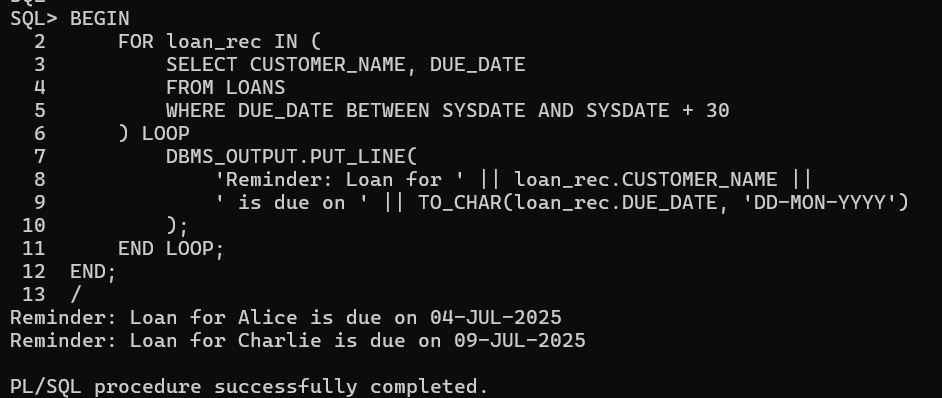 SQL> BEGIN
  2      FOR loan_rec IN (
  3          SELECT CUSTOMER_NAME, DUE_DATE
  4          FROM LOANS
  5          WHERE DUE_DATE BETWEEN SYSDATE AND SYSDATE + 30
  6      ) LOOP
  7          DBMS_OUTPUT.PUT_LINE(
  8              'Reminder: Loan for ' || loan_rec.CUSTOMER_NAME ||
  9              ' is due on ' || TO_CHAR(loan_rec.DUE_DATE, 'DD-MON-YYYY')
 10          );
 11      END LOOP;
 12  END;
 13  /
Reminder: Loan for Alice is due on 04-JUL-2025
Reminder: Loan for Charlie is due on 09-JUL-2025

PL/SQL procedure successfully completed.